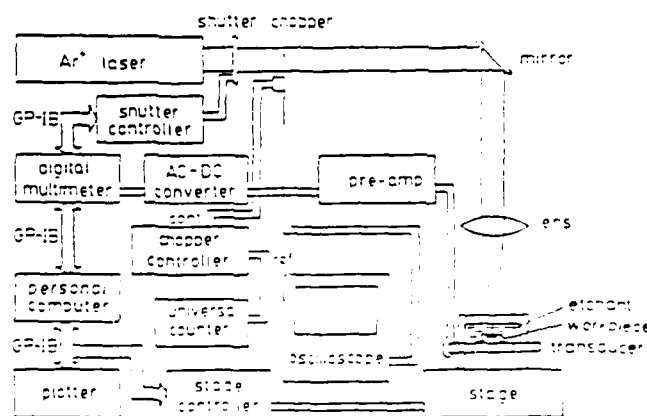 shutter chopper
Ar⁺ laser
mirror
GP-IB
shutter
controller
digital
multimeter
AC-DC
converter
pre-amp
cont
lens
GP-IB
chopper
controller
ref
personal
computer
universal
counter
etchant
workpiece
transducer
GP-IB
oscilloscope
plotter
stage
controller
stage